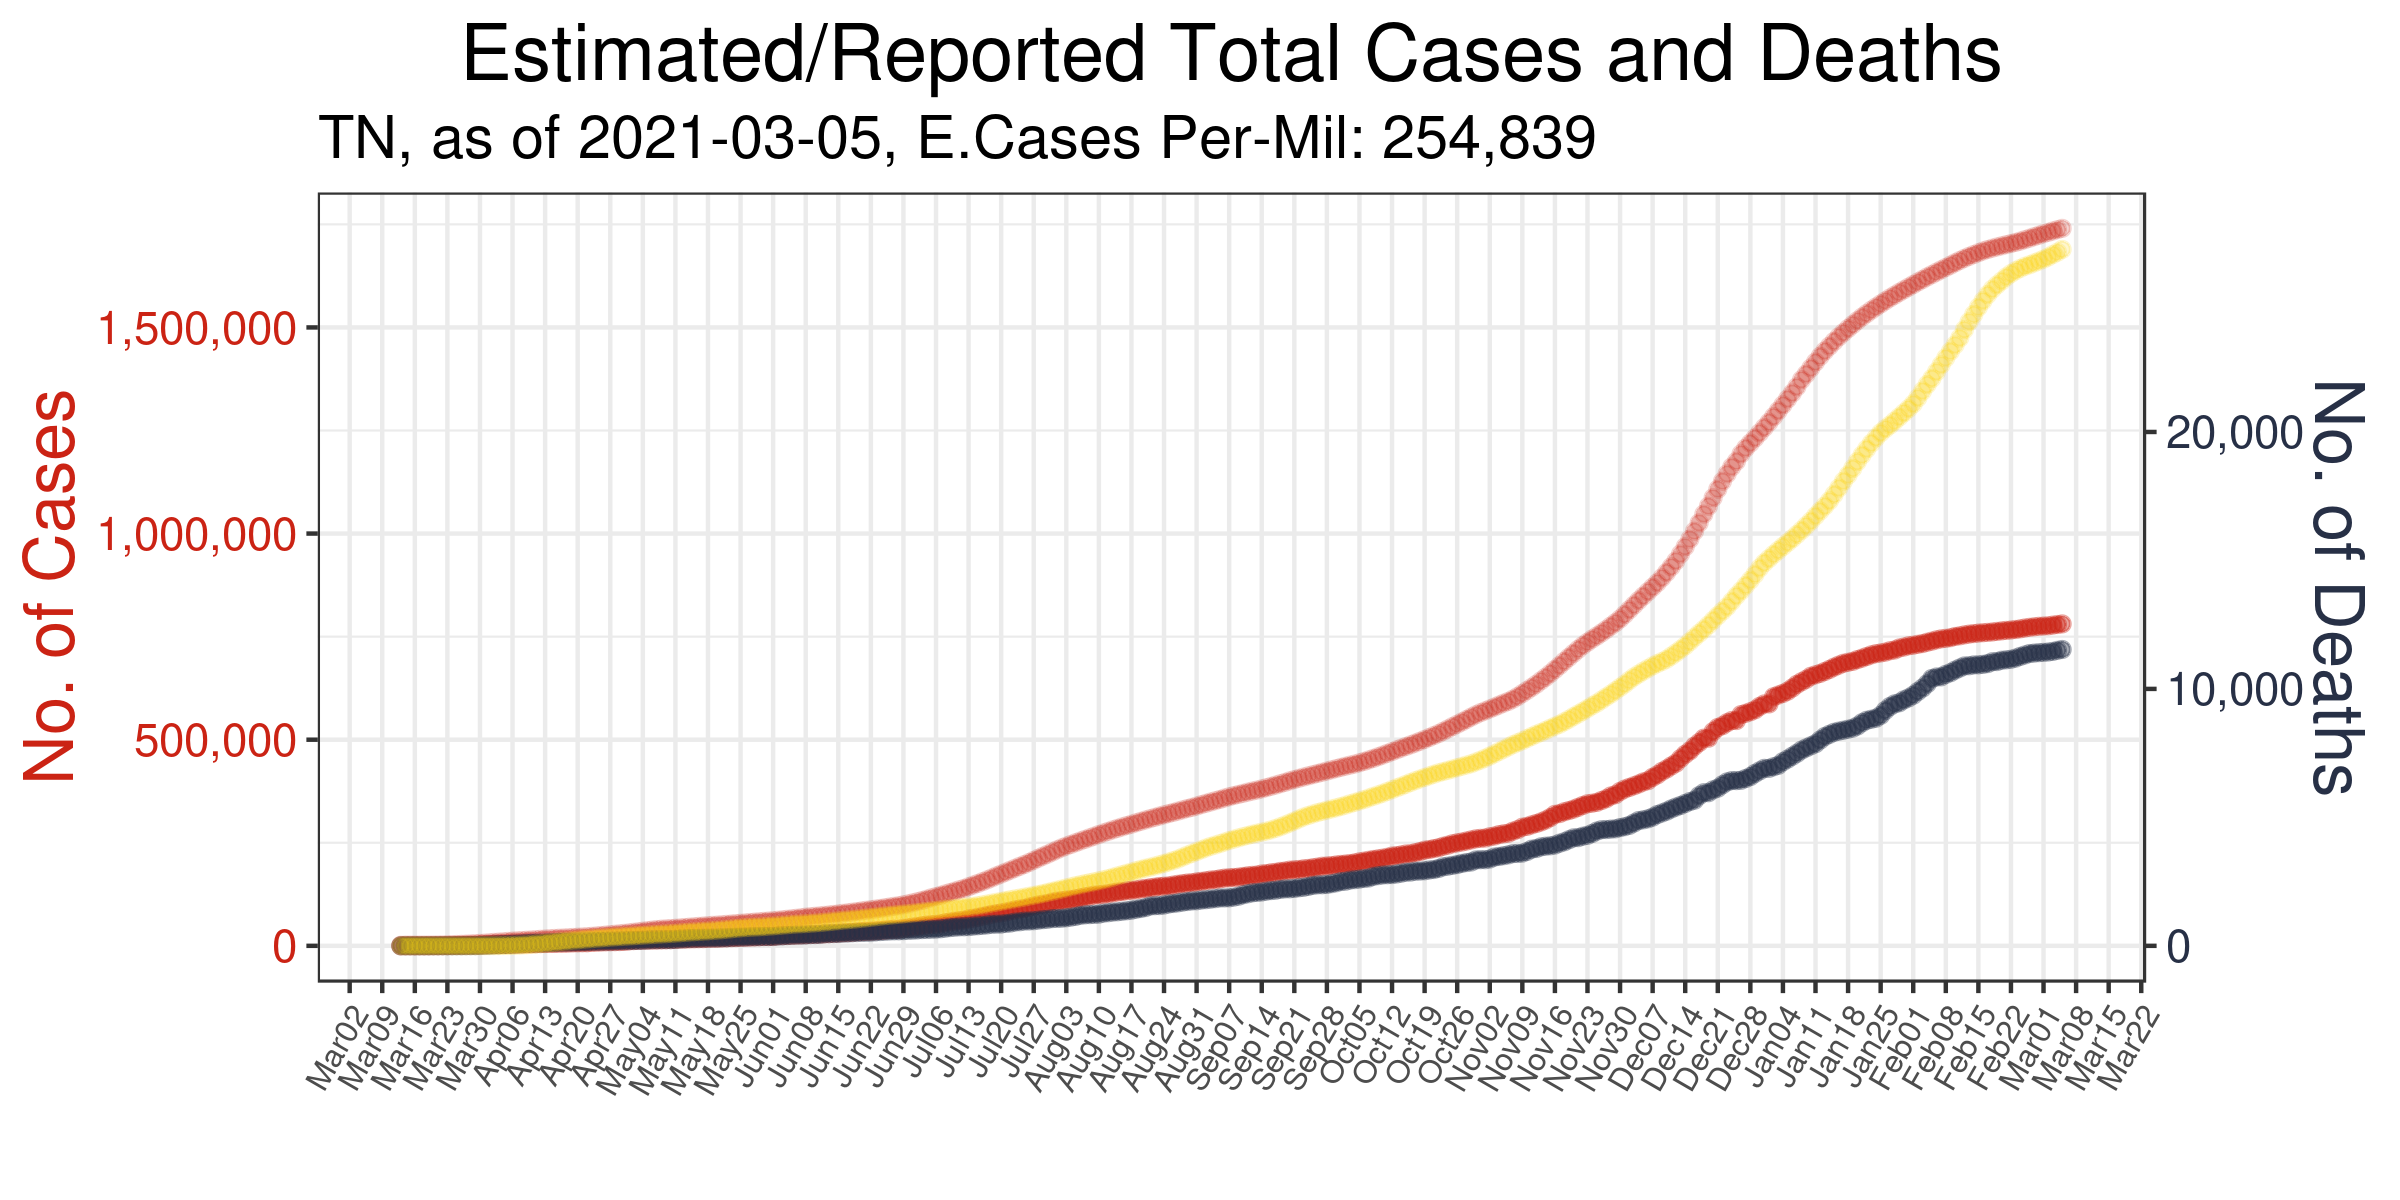 Estimated/Reported Total Cases and Deaths
TN, as of 2021-03-05, E.Cases Per-Mil: 254,839
No. of Cases
1,500,000
1,000,000
500,000
0
20,000
10,000
0
No. of Deaths
Mar02
Mar09
Mar16
Mar23
Mar30
Apr06
Apr13
Apr20
Apr27
May04
May11
May18
May25
Jun01
Jun08
Jun15
Jun22
Jun29
Jul06
Jul13
Jul20
Jul27
Aug03
Aug10
Aug17
Aug24
Aug31
Sep07
Sep14
Sep21
Sep28
Oct05
Oct12
Oct19
Oct26
Nov02
Nov09
Nov16
Nov23
Nov30
Dec07
Dec14
Dec21
Dec28
Jan04
Jan11
Jan18
Jan25
Feb01
Feb08
Feb15
Feb22
Mar01
Mar08
Mar15
Mar22